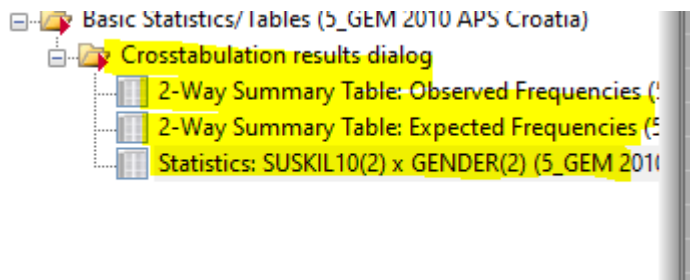 Basic Statistics/Tables (5_GEM 2010 APS Croatia)
Crosstabulation results dialog
2-Way Summary Table: Observed Frequencies (
2-Way Summary Table: Expected Frequencies (5
Statistics: SUSKIL10(2) x GENDER(2) (5_GEM 2010